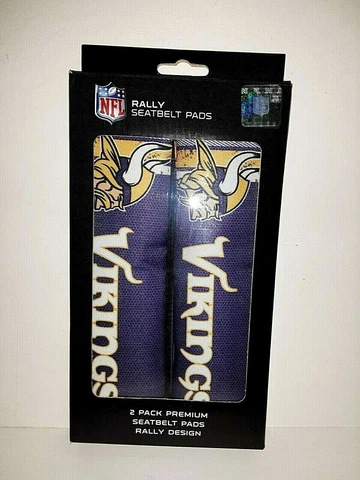 NFL
RALLY
SEATBELT PADS
VIKINGS
VIKINGS
2 PACK PREMIUM
SEATBELT PADS
RALLY DESIGN